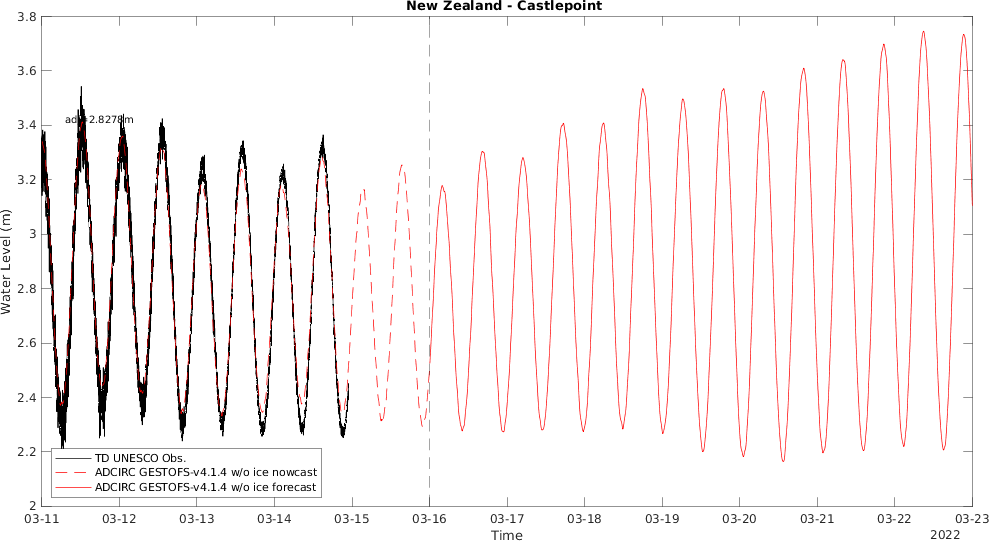 New Zealand - Castlepoint
Water Level (m)
3.8
3.6
3.4
3.2
3
2.8
2.6
2.4
2.2
2
2.8278m
TD UNESCO Obs.
ADCIRC GESTOFS-v4.1.4 w/o ice nowcast
ADCIRC GESTOFS-v4.1.4 w/o ice forecast
03-11 03-12 03-13 03-14 03-15 03-16 03-17 03-18 03-19 03-20 03-21 03-22 03-23
Time
2022